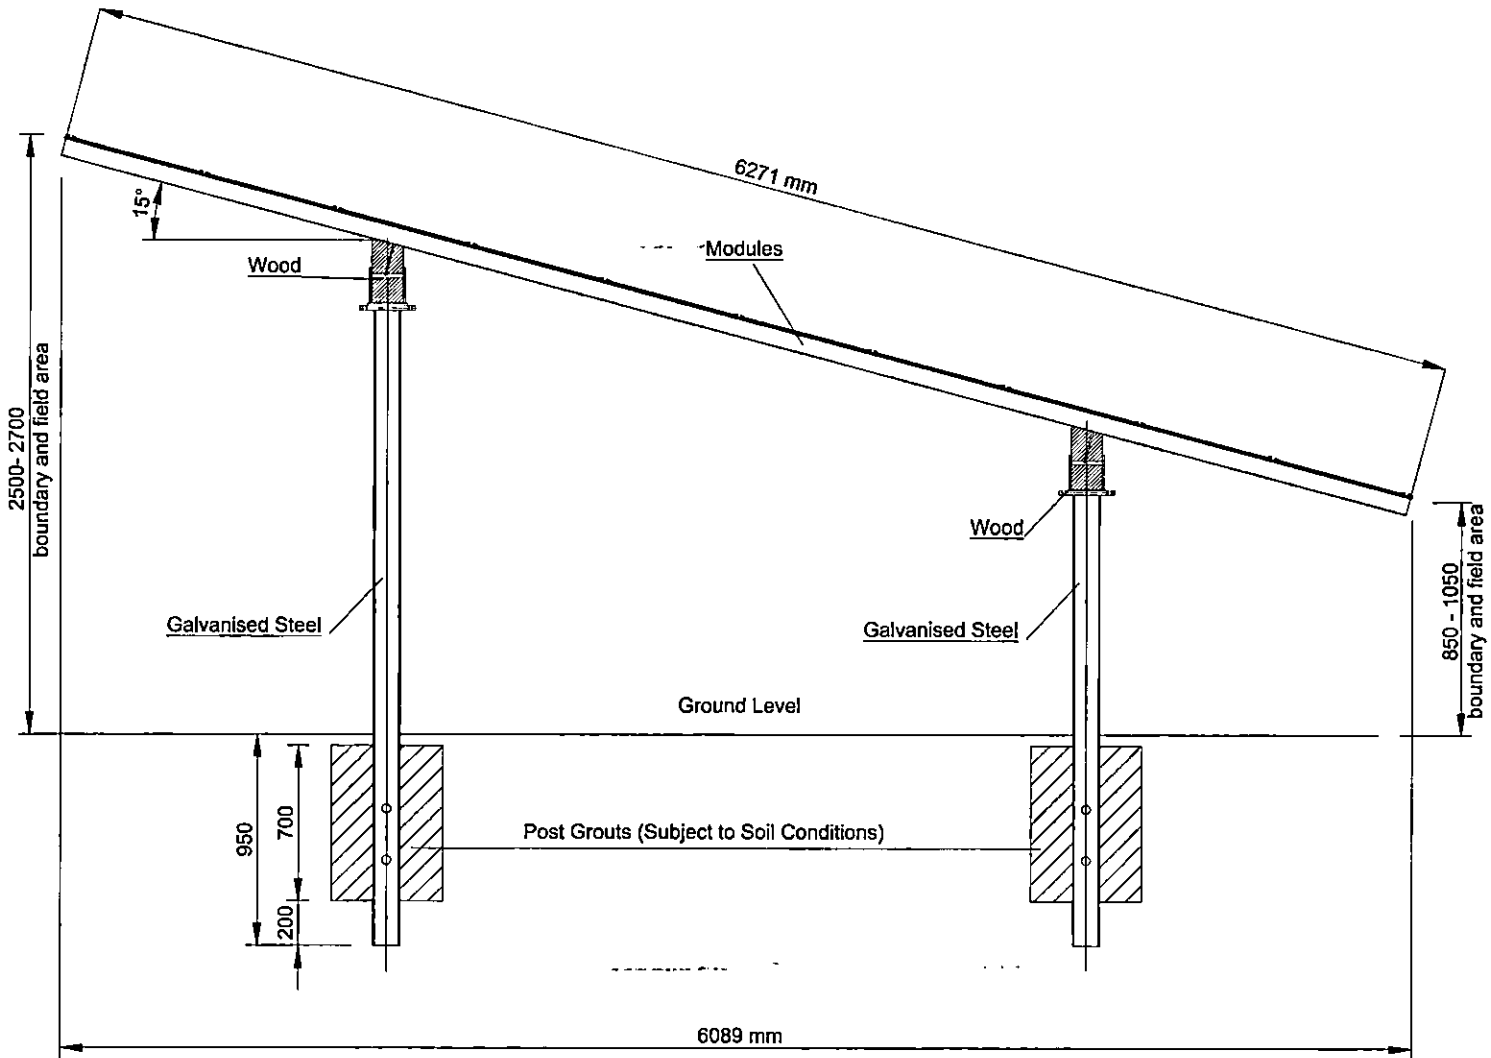 6271 mm
15°
Modules
Wood
2500- 2700
boundary and field area
Wood
850 - 1050
boundary and field area
Galvanised Steel
Galvanised Steel
Ground Level
950
700
Post Grouts (Subject to Soil Conditions)
200
6089 mm